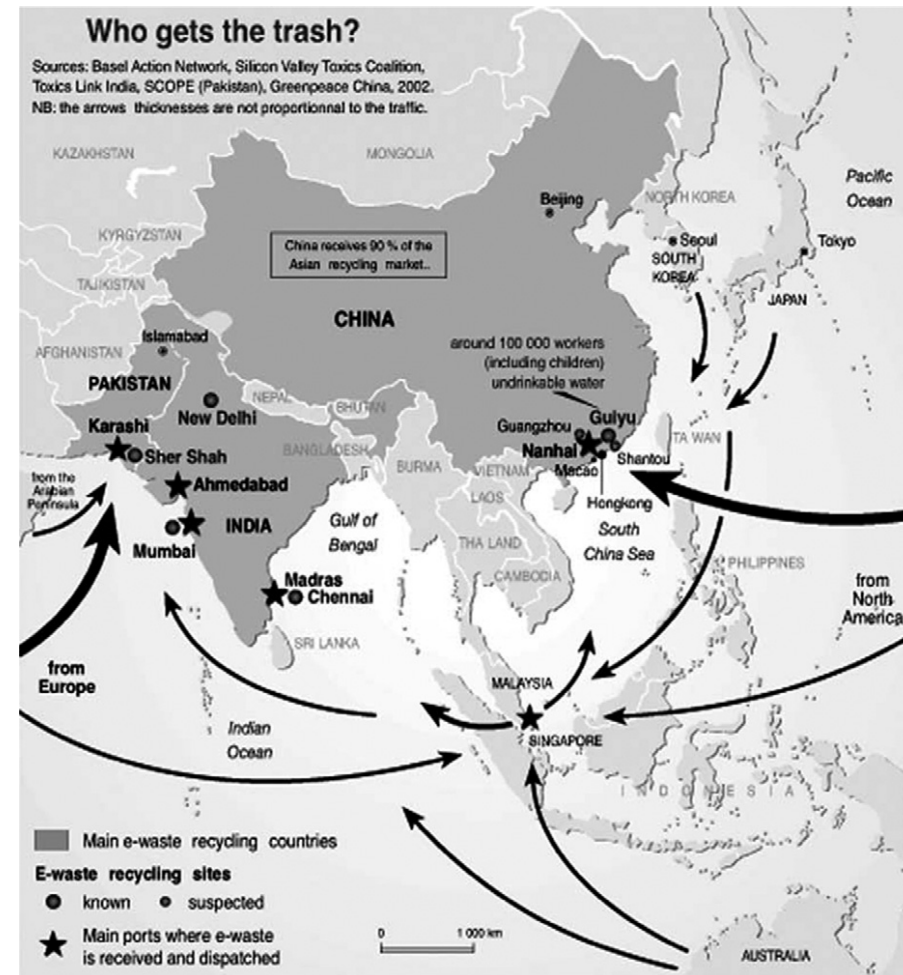 Who gets the trash?
Sources: Basel Action Network, Silicon Valley Toxics Coalition,
Toxics Link India, SCOPE (Pakistan), Greenpeace China, 2002.
NB: the arrows thicknesses are not proportionnal to the traffic.
KAZAKHSTAN
MONGOLIA
Pacific
Ocean
Beijing
NORTH KOREA
KYRGYZSTAN
China receives 90 % of the
Asian recycling market..
Seoul
SOUTH
KOREA
Tokyo
TAJIKISTAN
JAPAN
CHINA
Islamabad
AFGHANISTAN
around 100 000 workers
(including children)
undrinkable water
PAKISTAN
NEPAL
BHUTAN
New Delhi
Karashi
Guangzhou
Guiyu
TA WAN
BANGLADESH
Sher Shah
Nanhai
Shantou
BURMA
VIETNAM
Macao
from the
Arabian
Peninsula
Ahmedabad
LAOS
Hongkong
Gulf of
Bengal
INDIA
South
China Sea
Mumbai
THA LAND
PHILIPPINES
CAMBODIA
Madras
Chennai
from
North
America
SRI LANKA
from
Europe
MALAYSIA
Indian
Ocean
SINGAPORE
INDONESIA
Main e-waste recycling countries
E-waste recycling sites
known suspected
Main ports where e-waste
is received and dispatched
0 1 000 km
AUSTRALIA